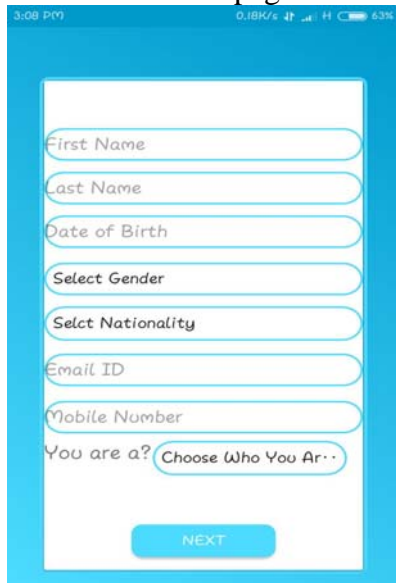 3:08 PM 0.18K/s H 63%
First Name
Last Name
Date of Birth
Select Gender
Selct Nationality
Email ID
Mobile Number
You are a? Choose Who You Ar··
NEXT